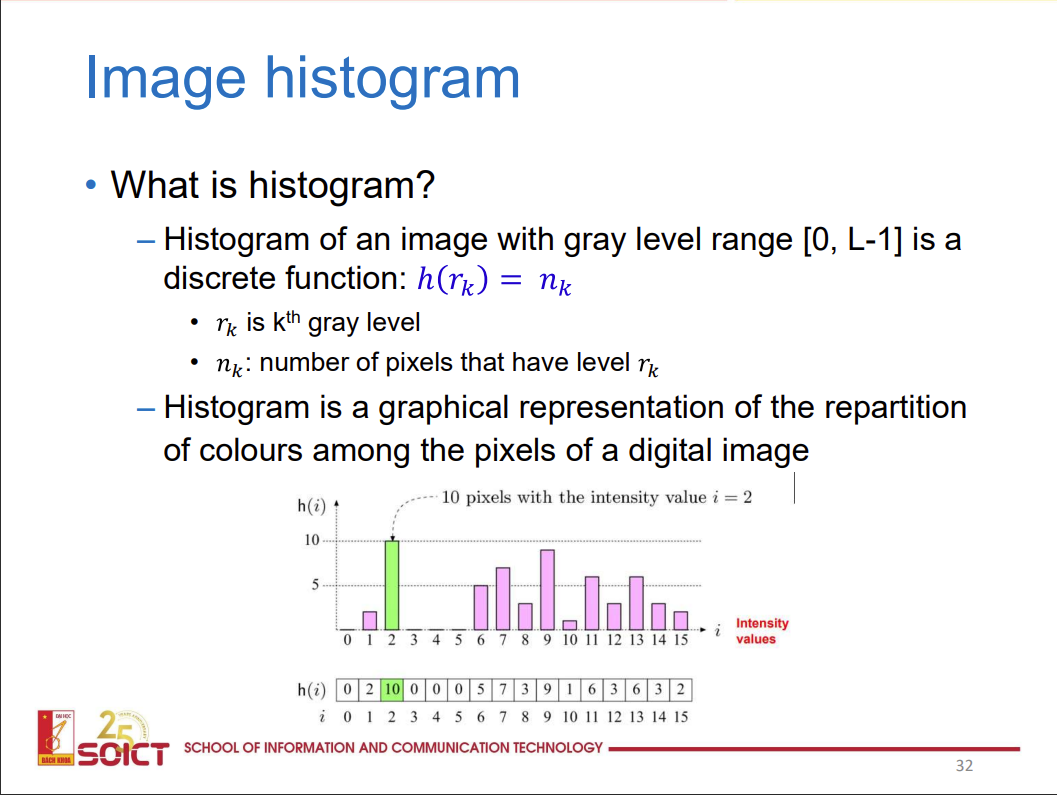 Image histogram
• What is histogram?
– Histogram of an image with gray level range [0, L-1] is a
discrete function: h(r_k) = n_k
• r_k is k^th gray level
• n_k: number of pixels that have level r_k
– Histogram is a graphical representation of the repartition
of colours among the pixels of a digital image
h(i)
10 pixels with the intensity value i = 2
10
5
0 1 2 3 4 5 6 7 8 9 10 11 12 13 14 15 i
Intensity
values
h(i) 0 2 10 0 0 0 5 7 3 9 1 6 3 6 3 2
i 0 1 2 3 4 5 6 7 8 9 10 11 12 13 14 15
ĐẠI HỌC
BÁCH KHOA
25
SOICT
SCHOOL OF INFORMATION AND COMMUNICATION TECHNOLOGY
32